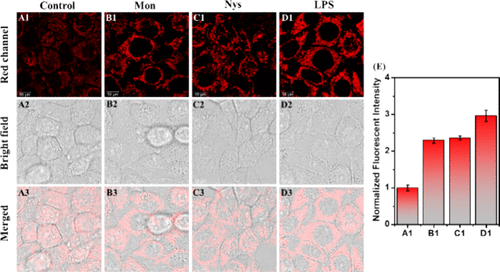 Control Mon Nys LPS
Red channel
A1 B1 C1 D1
Bright field
A2 B2 C2 D2
Merged
A3 B3 C3 D3
(E)
Normalized Fluorescent Intensity
4
3
2
1
0
A1 B1 C1 D1